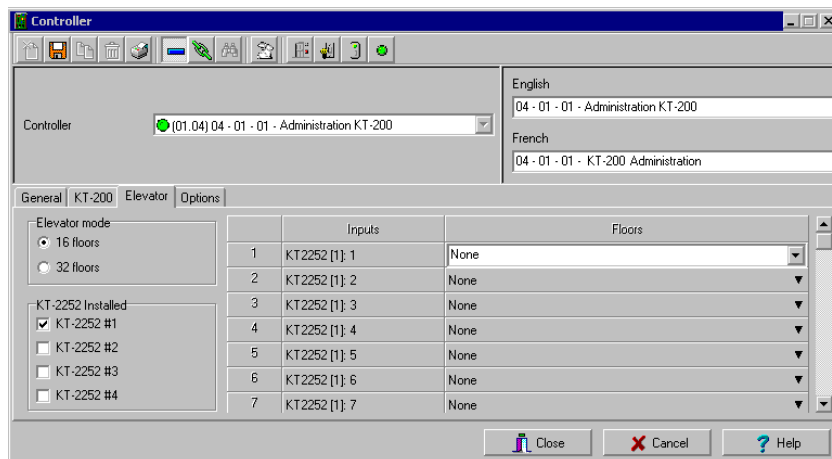 Controller
Controller
(01.04) 04 - 01 - 01 - Administration KT-200
English
04 - 01 - 01 - Administration KT-200
French
04 - 01 - 01 - KT-200 Administration
General KT-200 Elevator Options
Elevator mode
16 floors
32 floors
KT-2252 Installed
KT-2252 #1
KT-2252 #2
KT-2252 #3
KT-2252 #4
Inputs Floors
1 KT2252 [1]: 1 None
2 KT2252 [1]: 2 None
3 KT2252 [1]: 3 None
4 KT2252 [1]: 4 None
5 KT2252 [1]: 5 None
6 KT2252 [1]: 6 None
7 KT2252 [1]: 7 None
Close Cancel Help